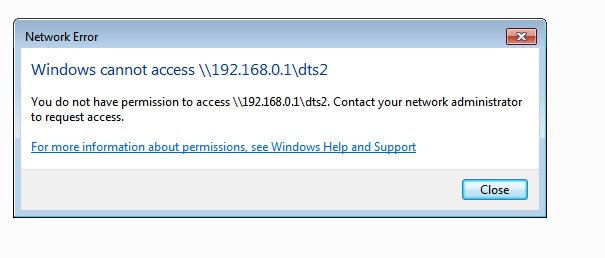 Network Error
Windows cannot access \\192.168.0.1\dts2
You do not have permission to access \\192.168.0.1\dts2. Contact your network administrator
to request access.
For more information about permissions, see Windows Help and Support
Close